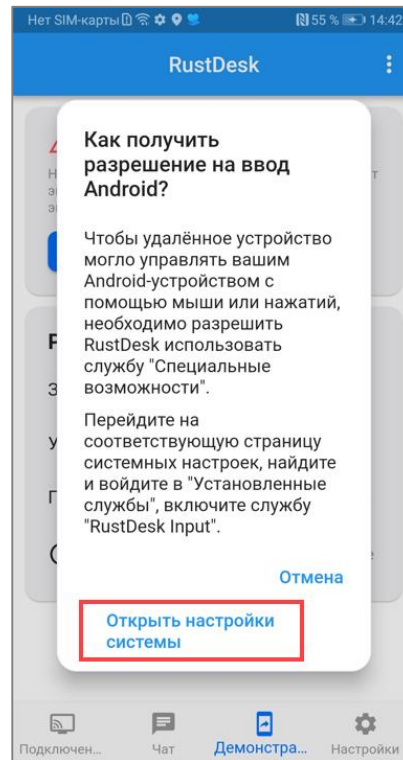 Нет SIM-карты 55 % 14:42
RustDesk
Как получить
разрешение на ввод
Android?
Чтобы удалённое устройство
могло управлять вашим
Android-устройством с
помощью мыши или нажатий,
необходимо разрешить
RustDesk использовать
службу "Специальные
возможности".
Перейдите на
соответствующую страницу
системных настроек, найдите
и войдите в "Установленные
службы", включите службу
"RustDesk Input".
Отмена
Открыть настройки
системы
Подключен... Чат Демонстра... Настройки